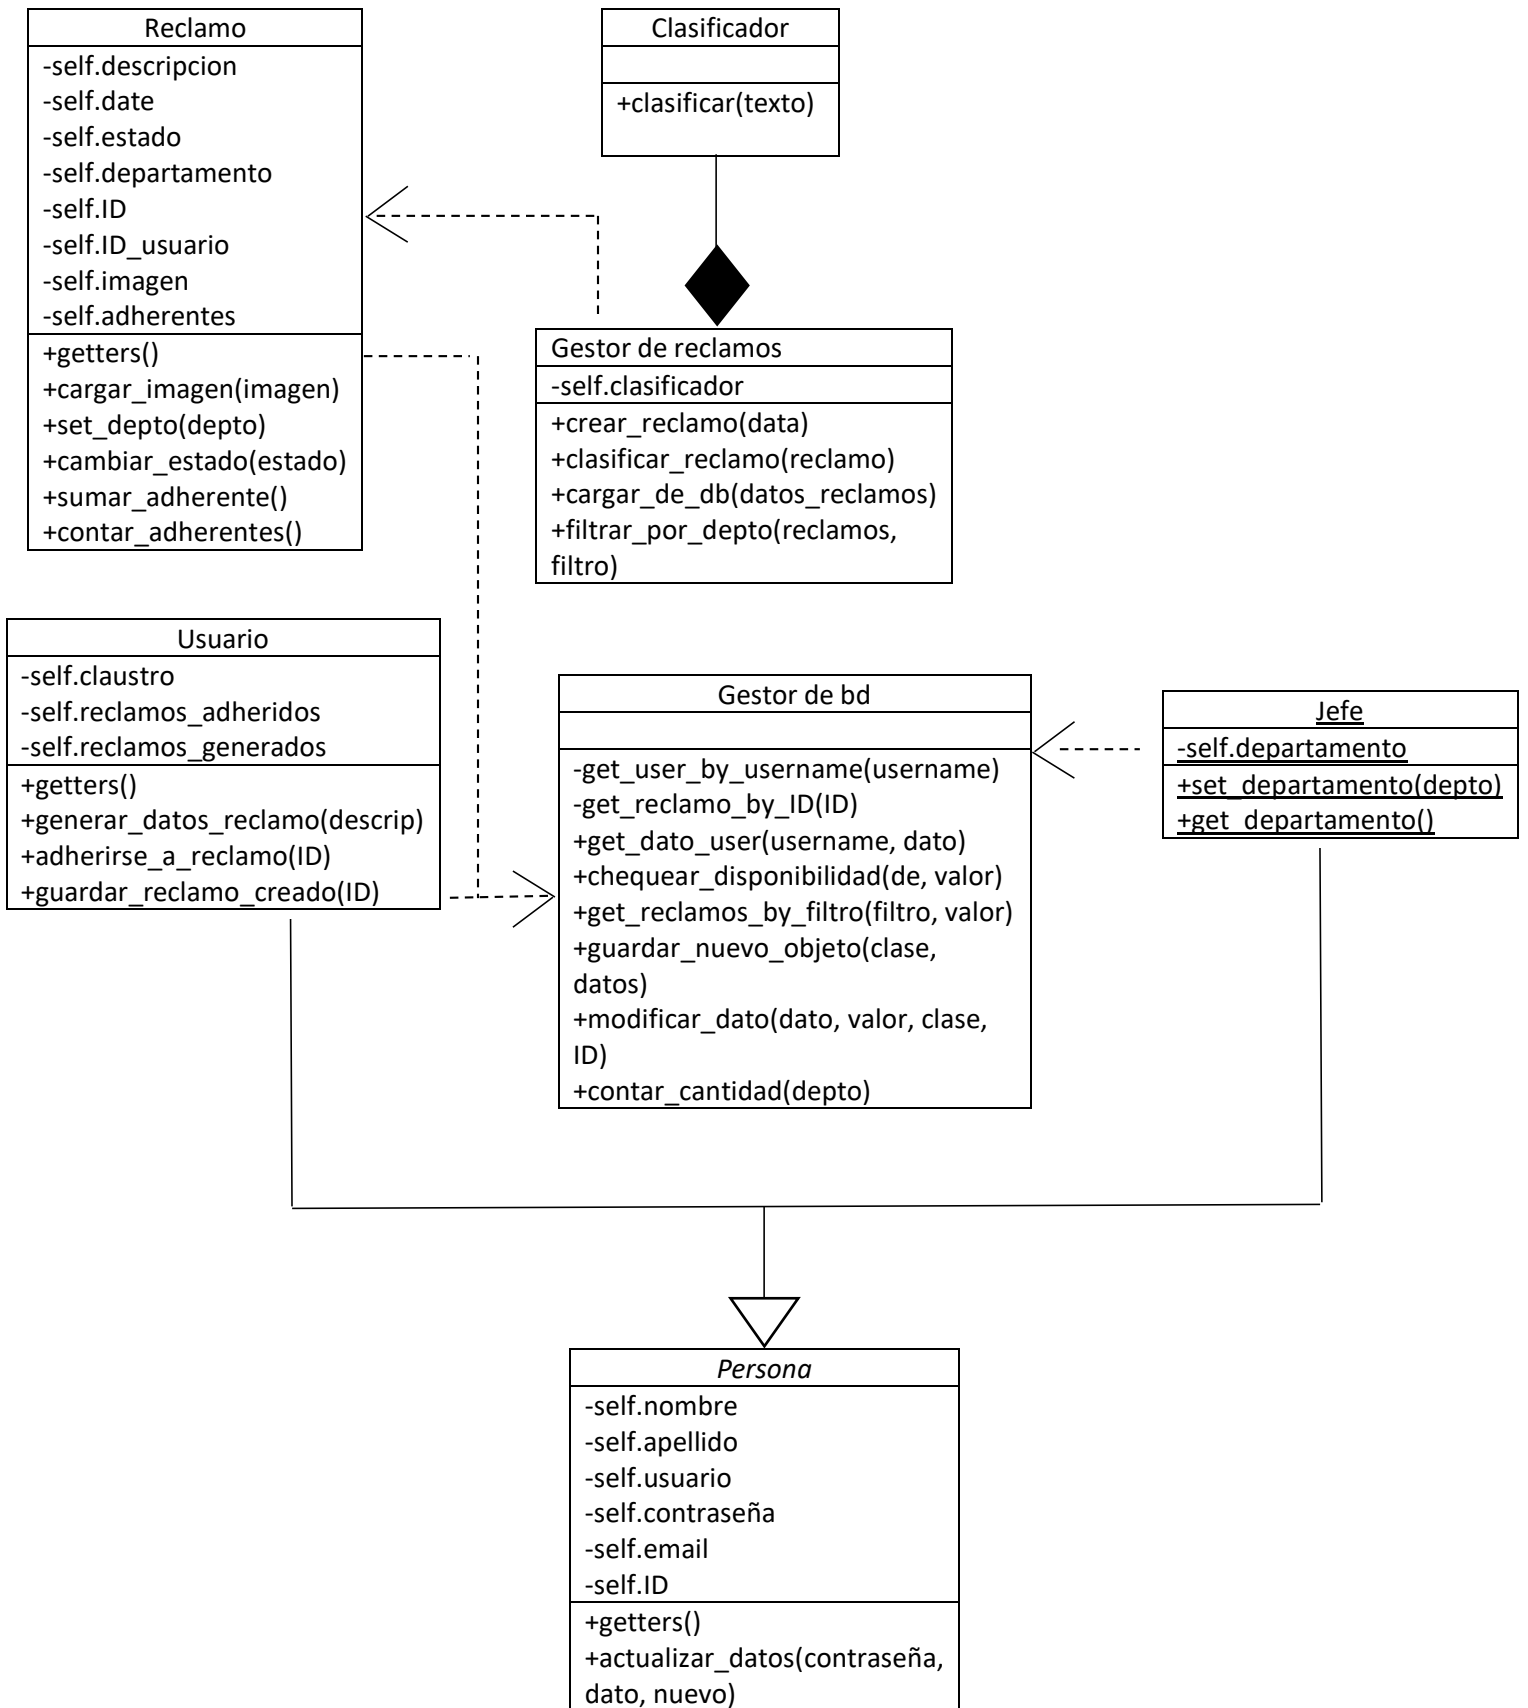 Reclamo
-self.descripcion
-self.date
-self.estado
-self.departamento
-self.ID
-self.ID_usuario
-self.imagen
-self.adherentes
+getters()
+cargar_imagen(imagen)
+set_depto(depto)
+cambiar_estado(estado)
+sumar_adherente()
+contar_adherentes()
Clasificador
+clasificar(texto)
Gestor de reclamos
-self.clasificador
+crear_reclamo(data)
+clasificar_reclamo(reclamo)
+cargar_de_db(datos_reclamos)
+filtrar_por_depto(reclamos,
filtro)
Usuario
-self.claustro
-self.reclamos_adheridos
-self.reclamos_generados
+getters()
+generar_datos_reclamo(descrip)
+adherirse_a_reclamo(ID)
+guardar_reclamo_creado(ID)
Gestor de bd
-get_user_by_username(username)
-get_reclamo_by_ID(ID)
+get_dato_user(username, dato)
+chequear_disponibilidad(de, valor)
+get_reclamos_by_filtro(filtro, valor)
+guardar_nuevo_objeto(clase,
datos)
+modificar_dato(dato, valor, clase,
ID)
+contar_cantidad(depto)
Jefe
-self.departamento
+set_departamento(depto)
+get_departamento()
Persona
-self.nombre
-self.apellido
-self.usuario
-self.contraseña
-self.email
-self.ID
+getters()
+actualizar_datos(contraseña,
dato, nuevo)